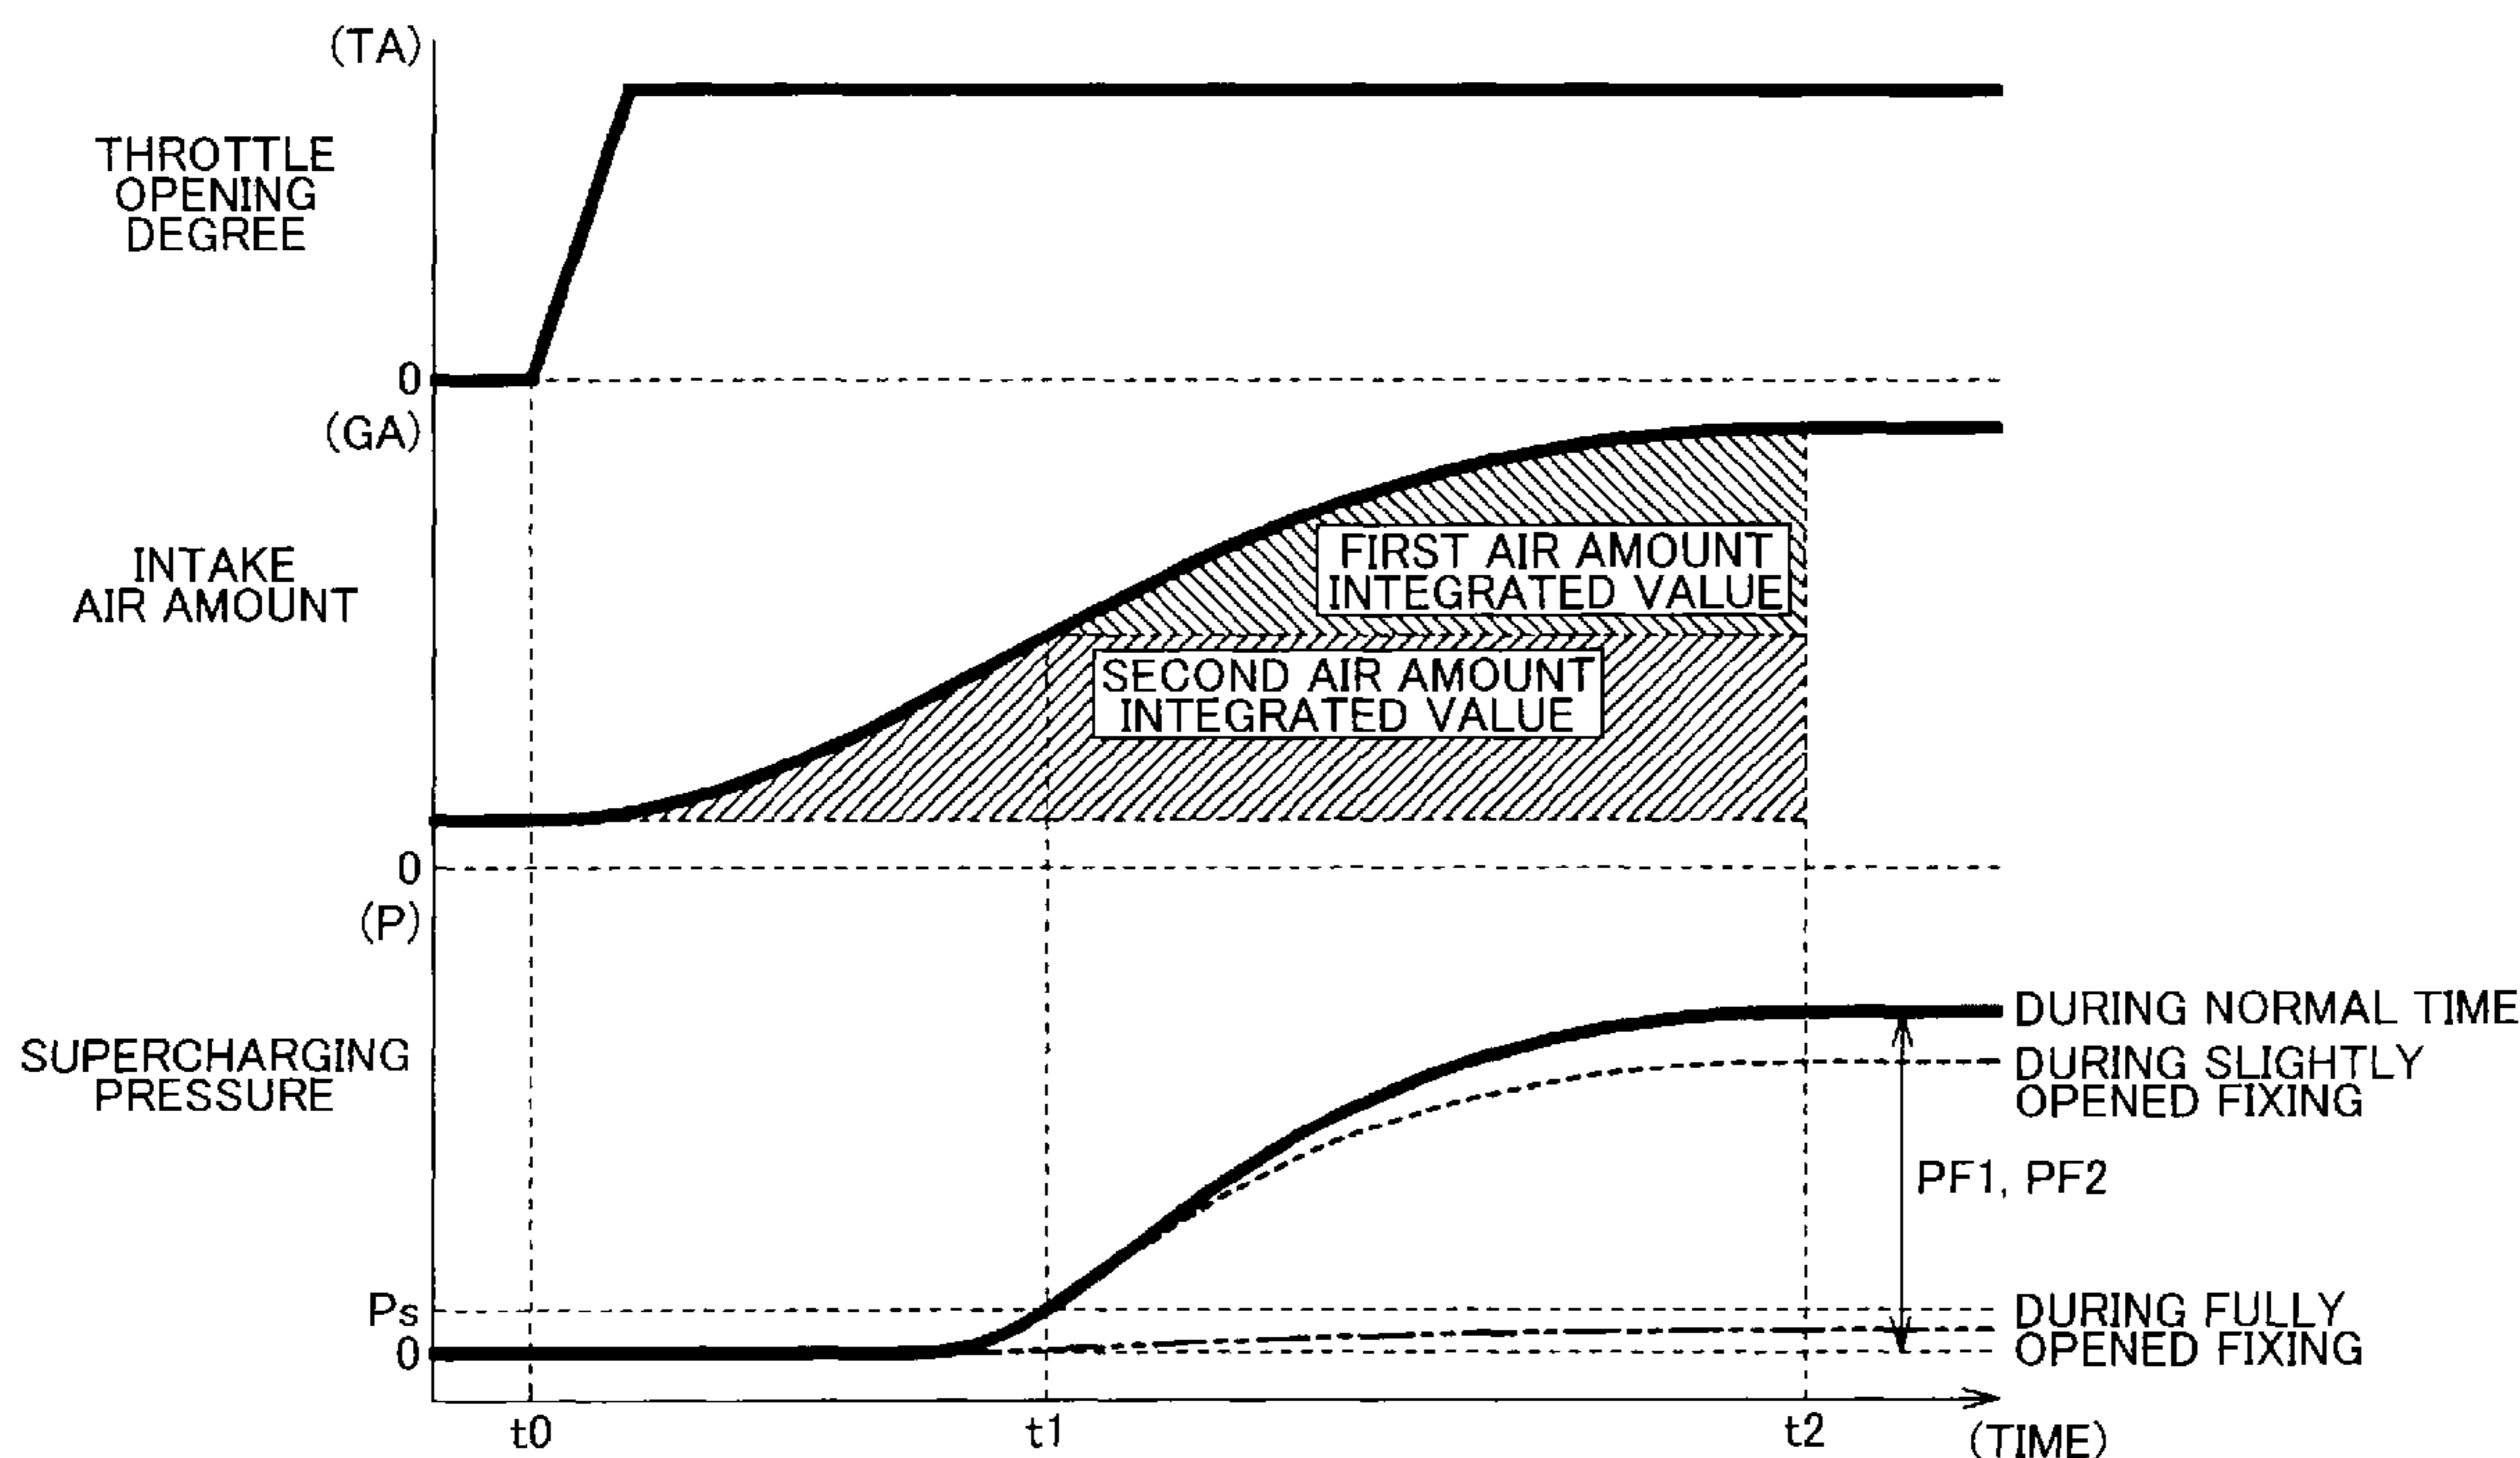 (TA)
THROTTLE
OPENING
DEGREE
0
(GA)
INTAKE
AIR AMOUNT
FIRST AIR AMOUNT
INTEGRATED VALUE
SECOND AIR AMOUNT
INTEGRATED VALUE
0
(P)
SUPERCHARGING
PRESSURE
DURING NORMAL TIME
DURING SLIGHTLY
OPENED FIXING
PF1, PF2
Ps
0
DURING FULLY
OPENED FIXING
t0
t1
t2
(TIME)